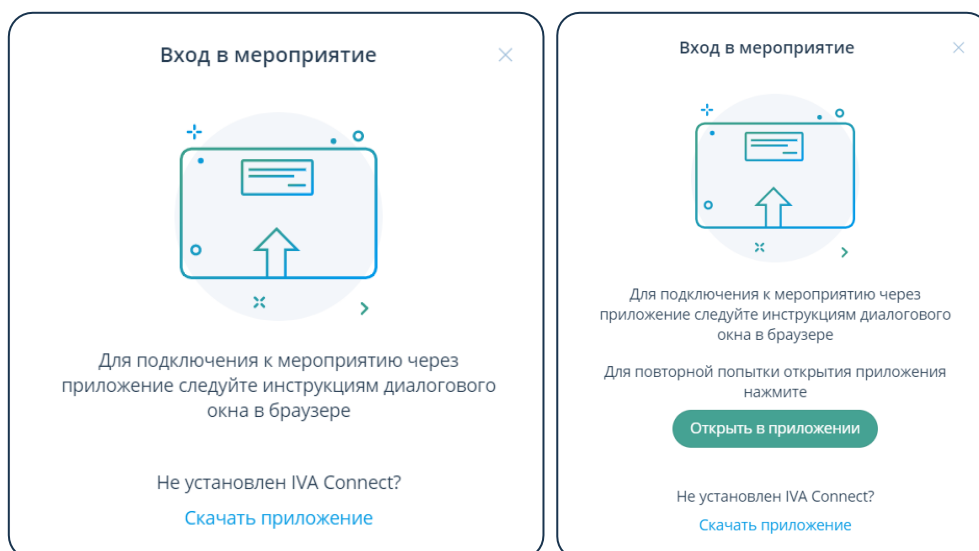 Вход в мероприятие
Для подключения к мероприятию через
приложение следуйте инструкциям диалогового
окна в браузере
Не установлен IVA Connect?
Скачать приложение
Вход в мероприятие
Для подключения к мероприятию через
приложение следуйте инструкциям диалогового
окна в браузере
Для повторной попытки открытия приложения
нажмите
Открыть в приложении
Не установлен IVA Connect?
Скачать приложение